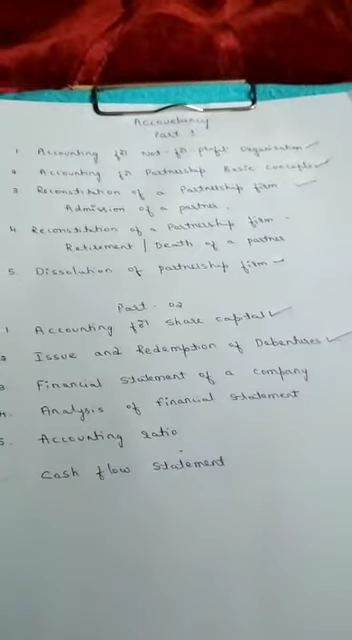 Accountancy
Part 1
1 Accounting for Not-for-profit Organisation
2 Accounting for Partnership Basic concepts
3 Reconstitution of a Partnership firm
Admission of a partner.
4 Reconstitution of a Partnership firm -
Retirement / Death of a partner
5. Dissolution of partnership firm -
Part - 02
1 Accounting for share capital
2 Issue and Redemption of Debentures
3 Financial Statement of a company
4. Analysis of financial statement
5. Accounting ratio
Cash flow statement